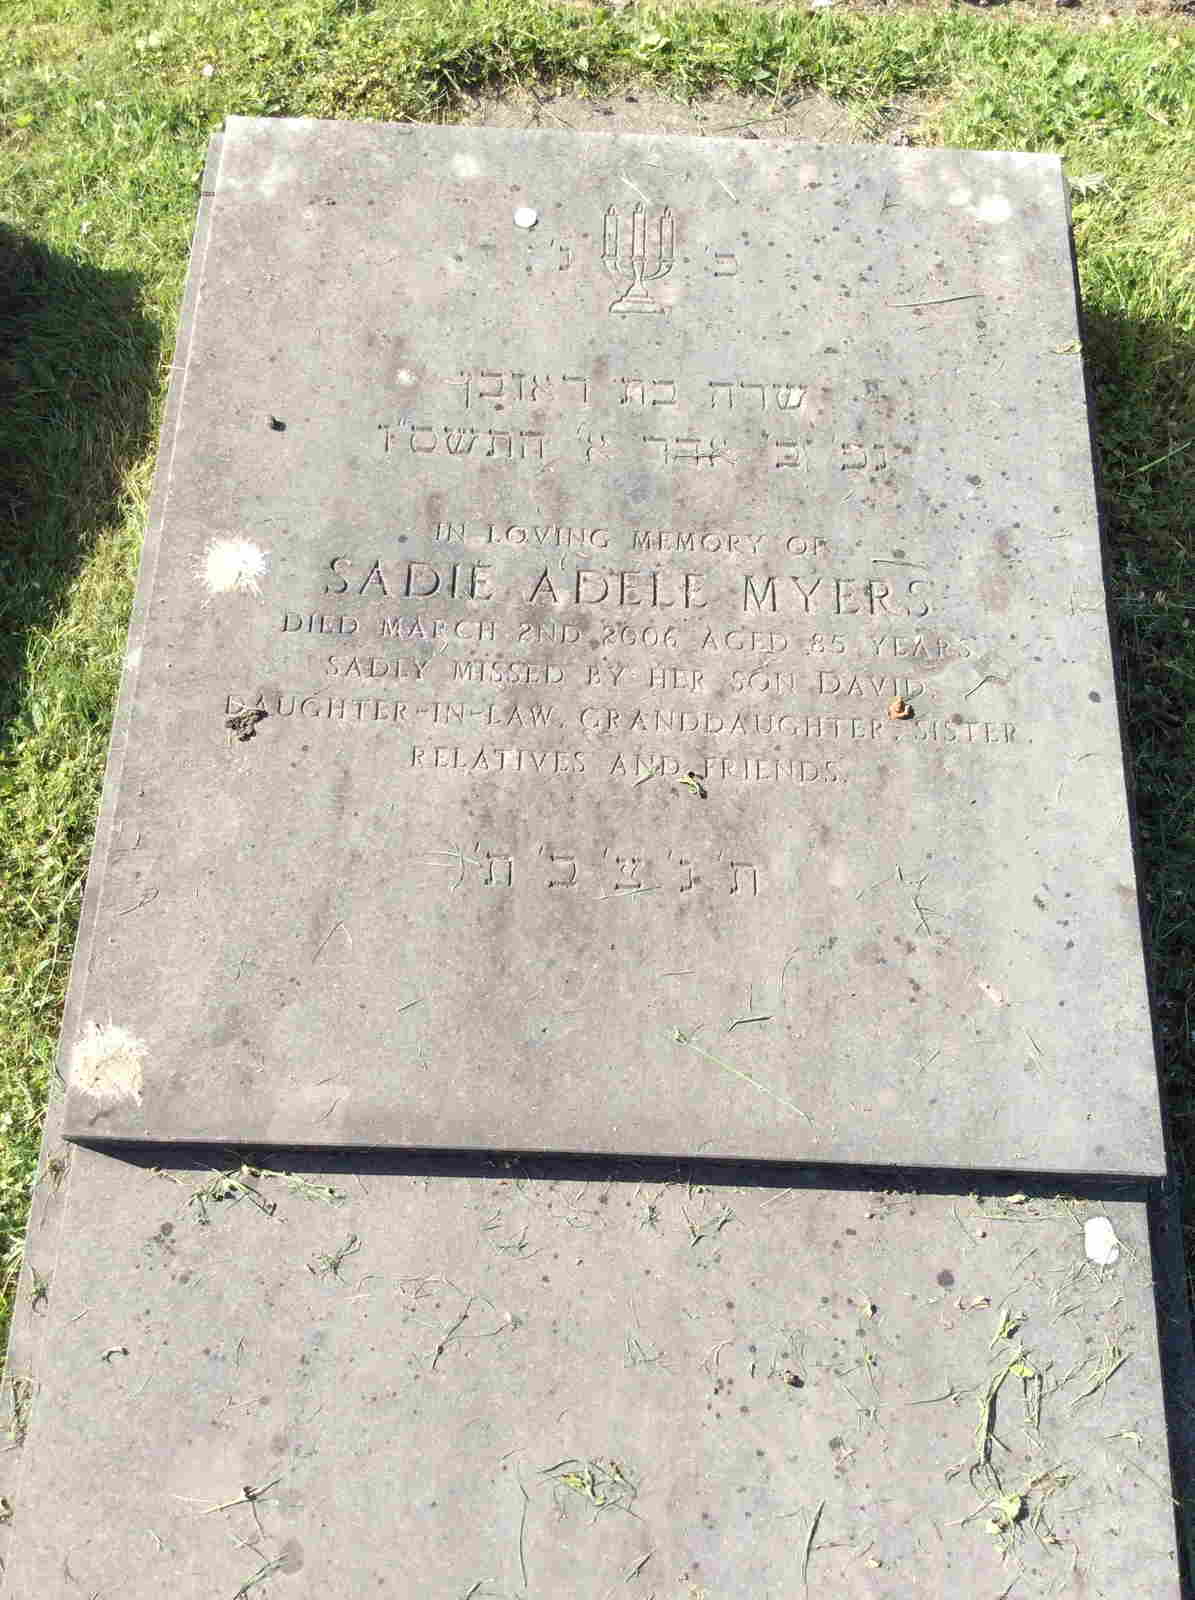 פ' נ'
שרה בת ראובן
נפ' ב' אדר א' התשס"ו
IN LOVING MEMORY OF
SADIE ADELE MYERS
DIED MARCH 2ND 2006 AGED 85 YEARS
SADLY MISSED BY HER SON DAVID,
DAUGHTER-IN-LAW, GRANDDAUGHTER, SISTER,
RELATIVES AND FRIENDS.
ת' נ' צ' ב' ה'